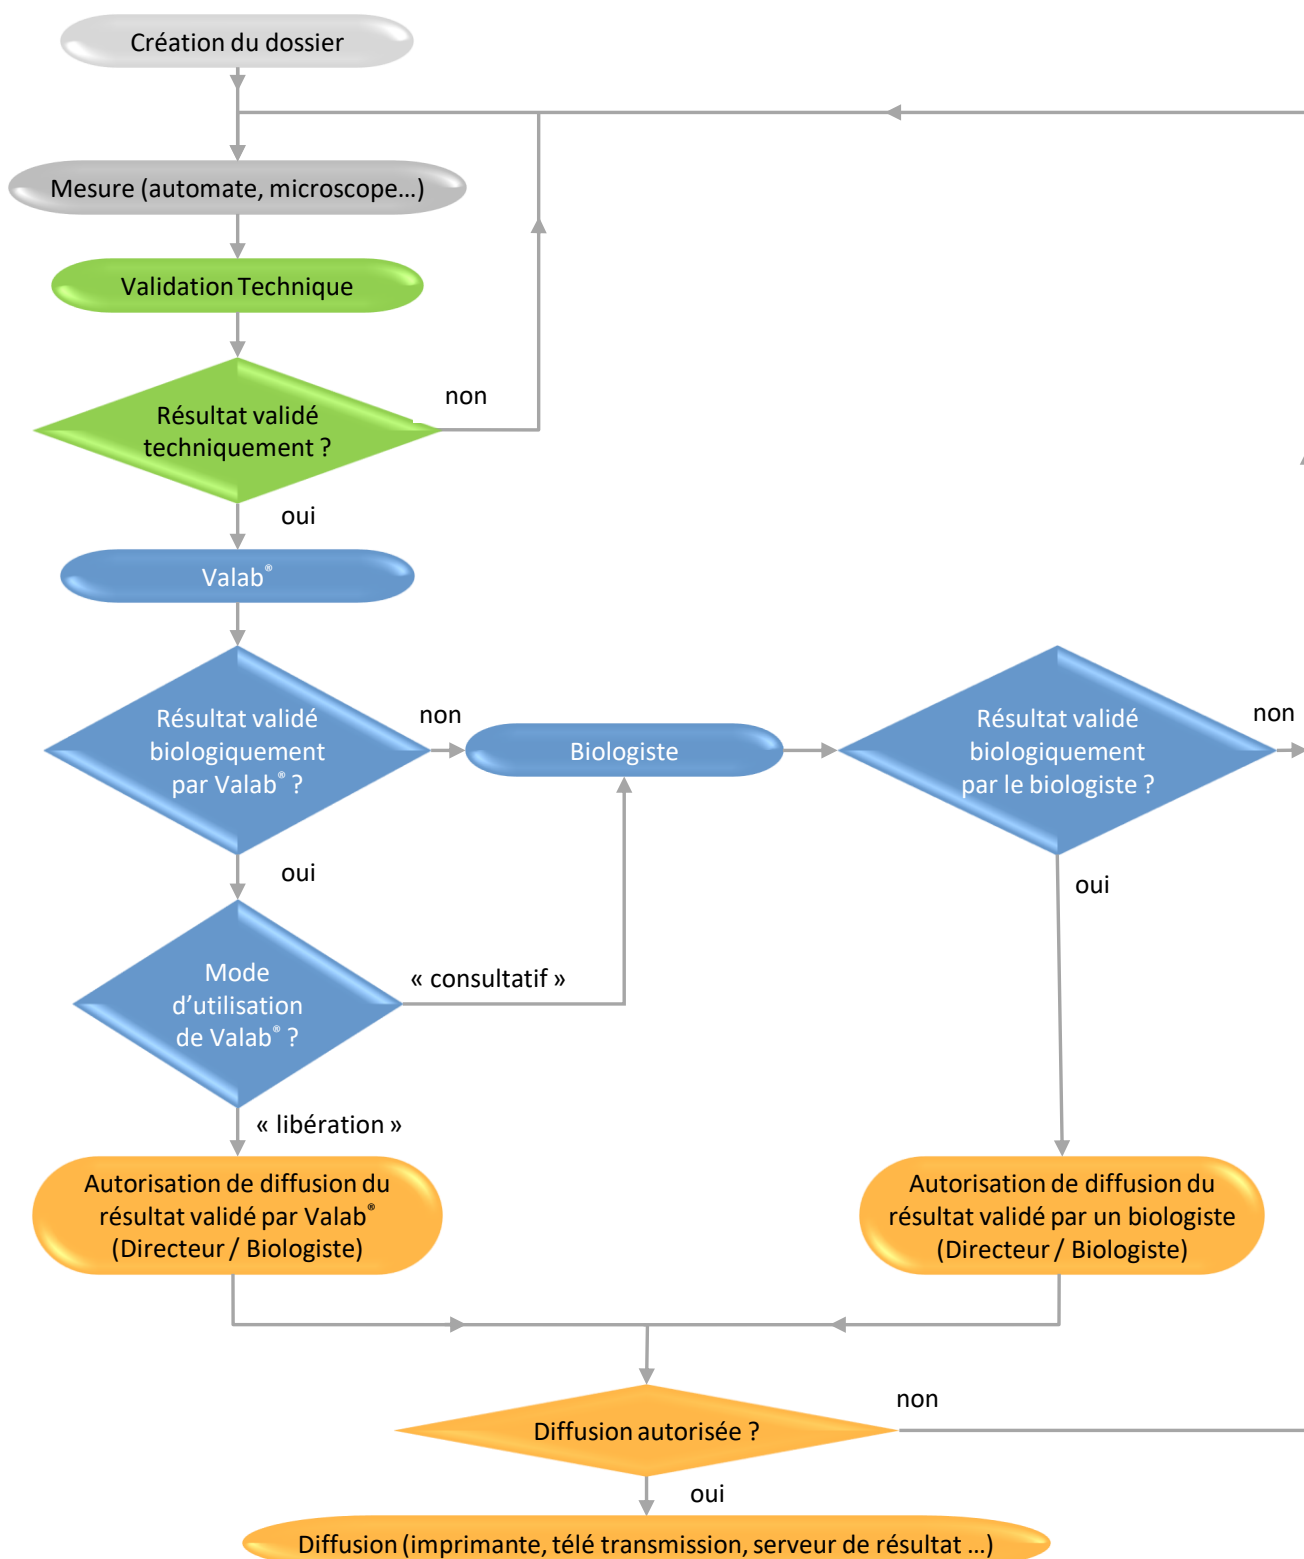 Création du dossier
Mesure (automate, microscope…)
Validation Technique
Résultat validé
techniquement ?
non
oui
Valab®
Résultat validé
biologiquement
par Valab® ?
non
Biologiste
Résultat validé
biologiquement
par le biologiste ?
non
oui
oui
Mode
d’utilisation
de Valab® ?
« consultatif »
« libération »
Autorisation de diffusion du
résultat validé par Valab®
(Directeur / Biologiste)
Autorisation de diffusion du
résultat validé par un biologiste
(Directeur / Biologiste)
Diffusion autorisée ?
non
oui
Diffusion (imprimante, télé transmission, serveur de résultat …)